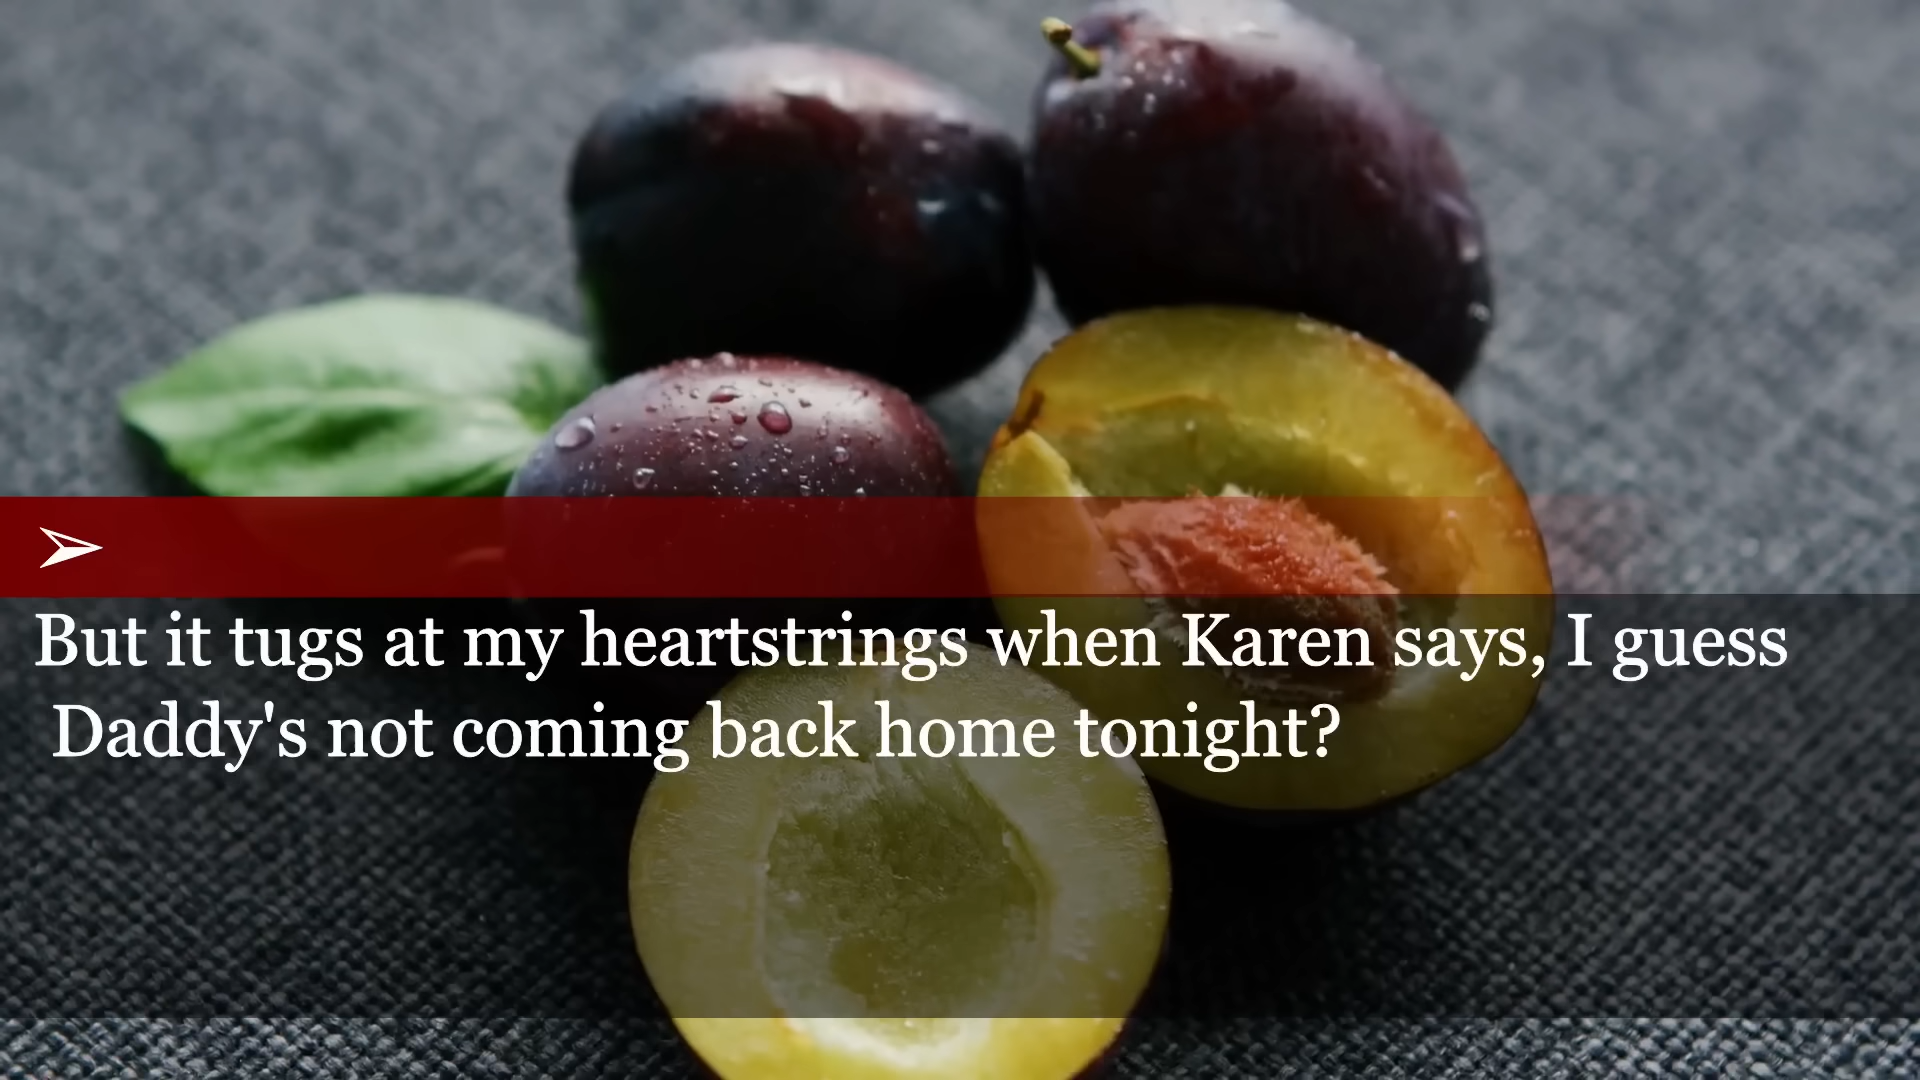 But it tugs at my heartstrings when Karen says, I guess
Daddy's not coming back home tonight?